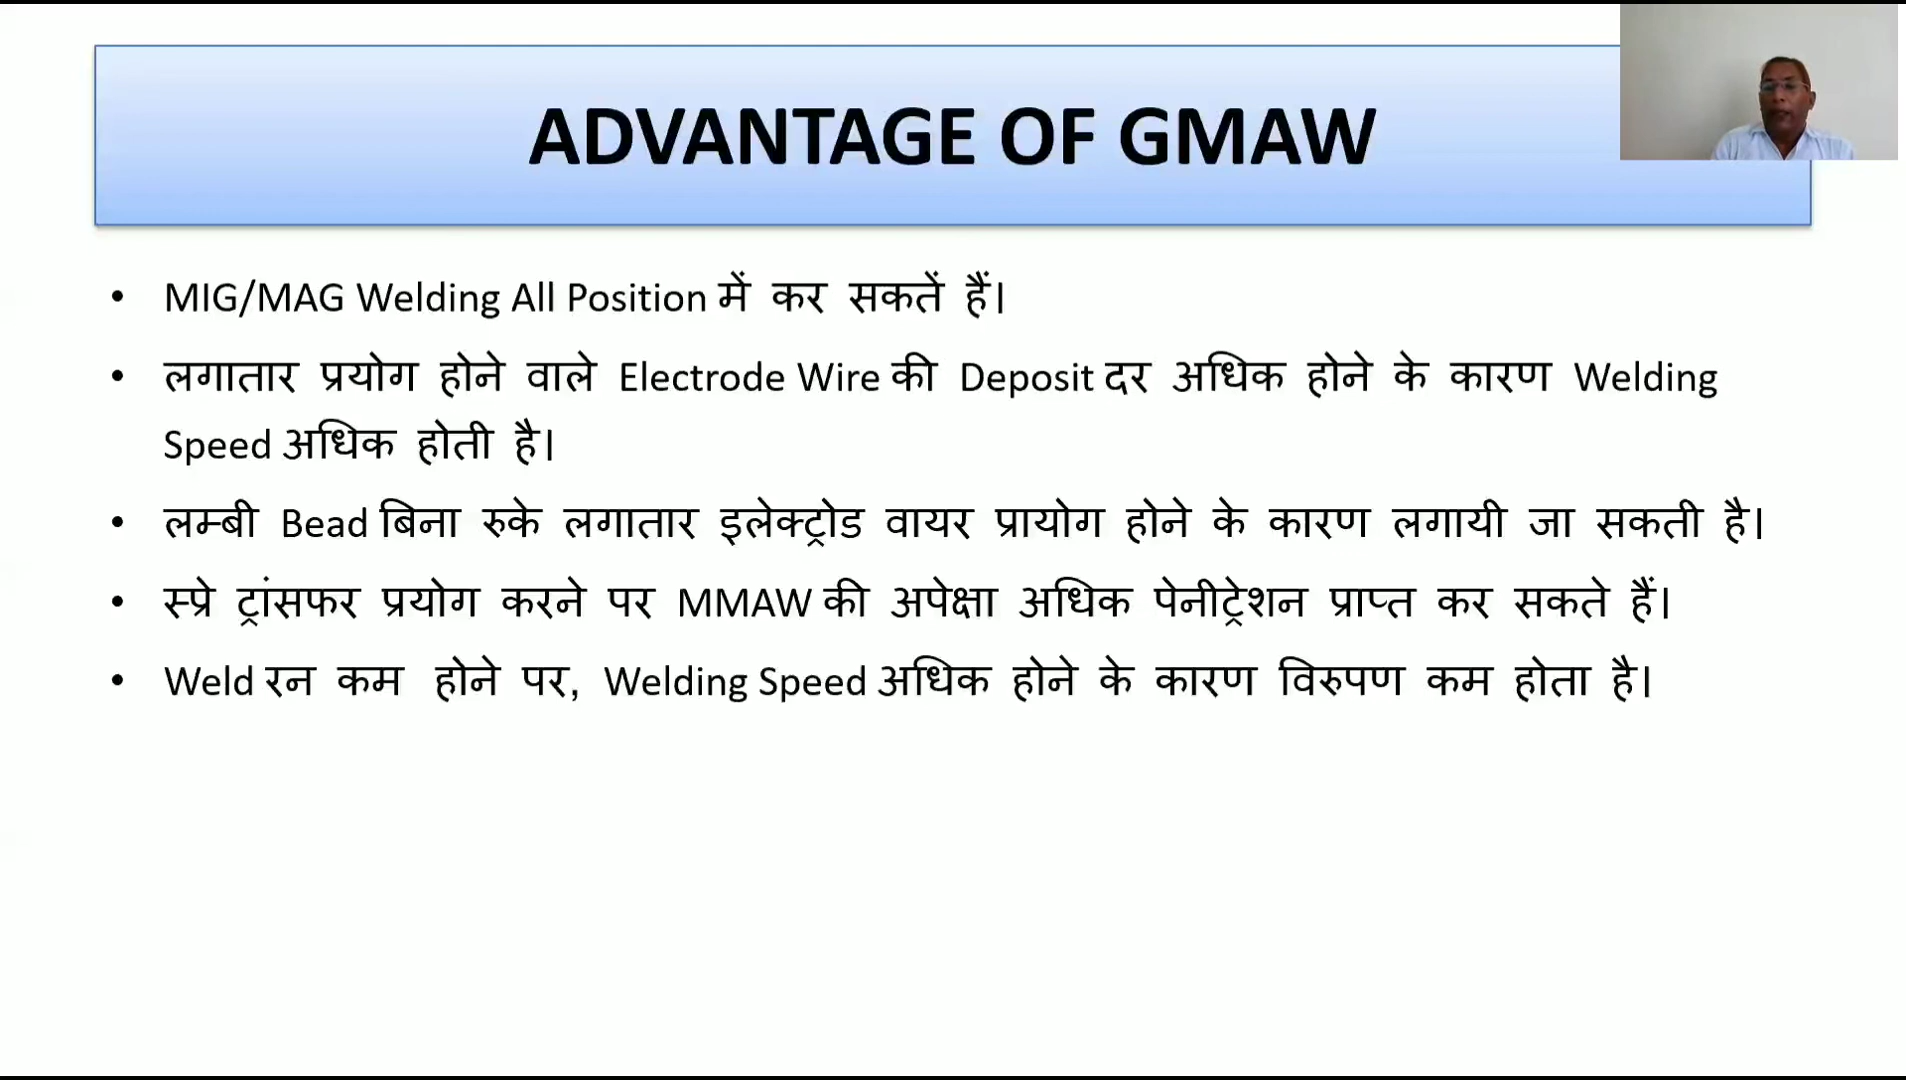 ADVANTAGE OF GMAW
• MIG/MAG Welding All Position में कर सकतें हैं।
• लगातार प्रयोग होने वाले Electrode Wire की Deposit दर अधिक होने के कारण Welding
Speed अधिक होती है।
• लम्बी Bead बिना रुके लगातार इलेक्ट्रोड वायर प्रायोग होने के कारण लगायी जा सकती है।
• स्प्रे ट्रांसफर प्रयोग करने पर MMAW की अपेक्षा अधिक पेनीट्रेशन प्राप्त कर सकते हैं।
• Weld रन कम होने पर, Welding Speed अधिक होने के कारण विरुपण कम होता है।